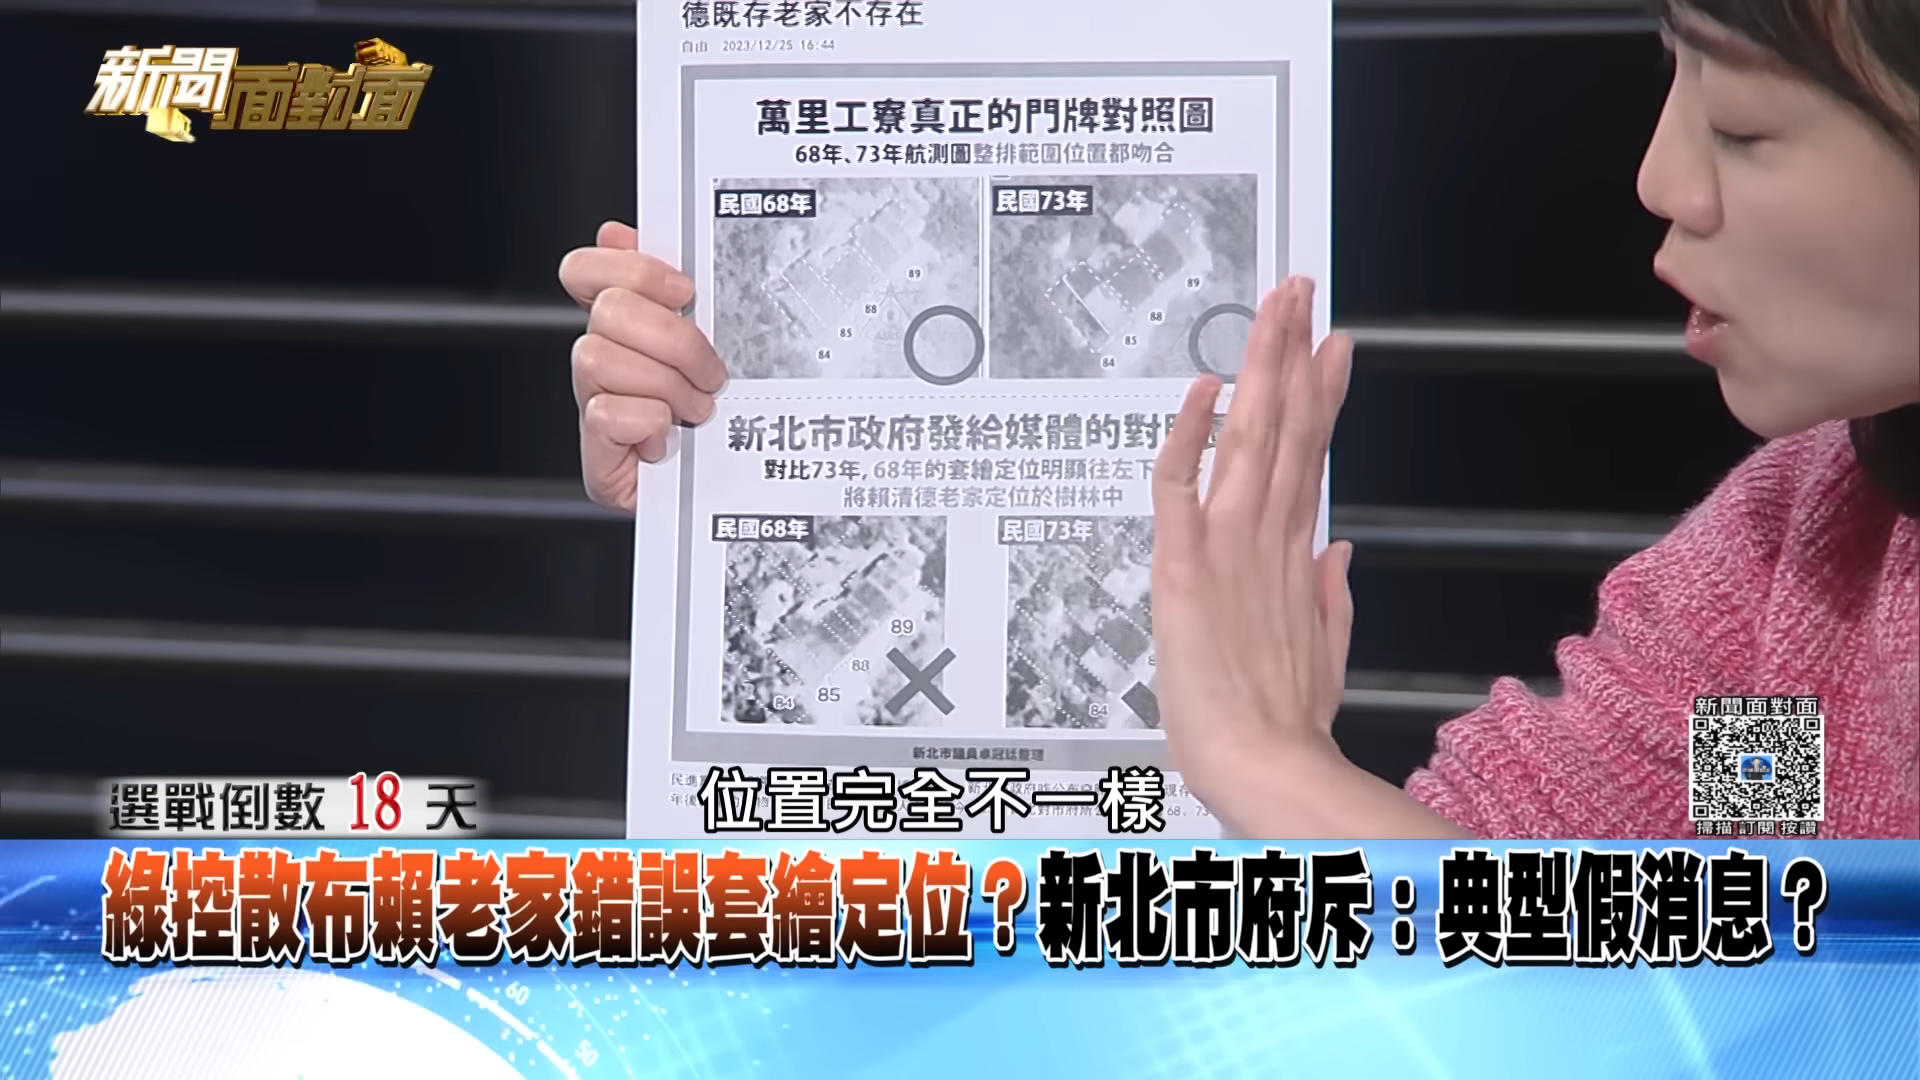 德既存老家不存在
自由 2023/12/25 16:44
新聞面對面
萬里工寮真正的門牌對照圖
68年、73年航測圖整排範圍位置都吻合
民國68年
89
88
85
84
民國73年
89
88
85
84
新北市政府發給媒體的對
對比73年，68年的套繪定位明顯往左下
將賴清德老家定位於樹林中
民國68年
89
88
85
84
民國73年
84
新北市議員卓冠廷整理
位置完全不一樣
選戰倒數 18 天
新聞面對面
掃描 訂閱 按讚
綠控散布賴老家錯誤套繪定位？新北市府斥：典型假消息？
60
50